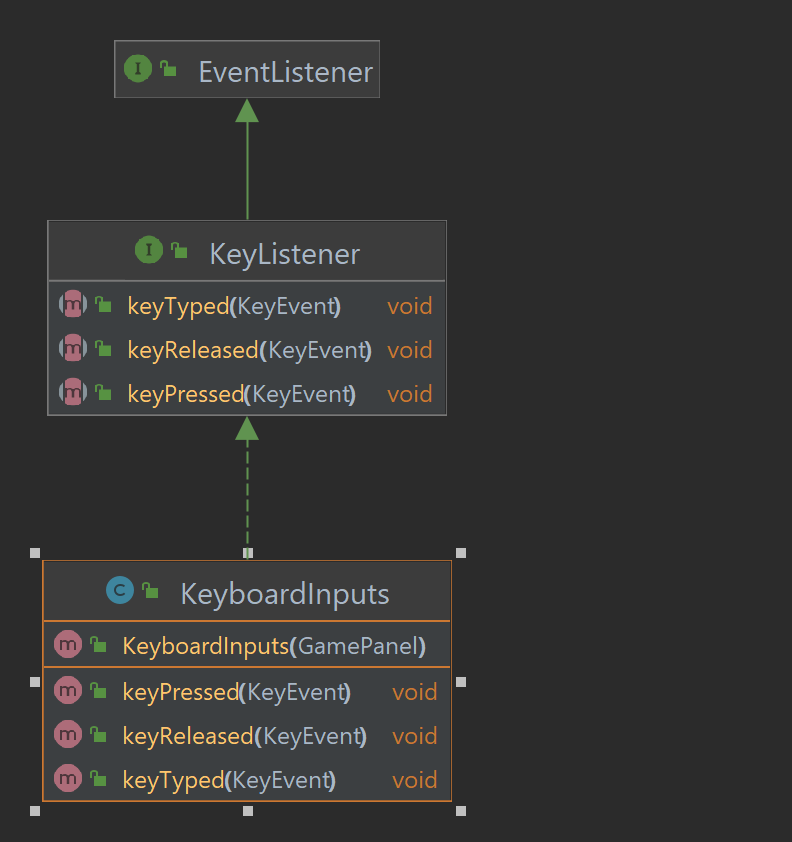 I EventListener
I KeyListener
m keyTyped(KeyEvent) void
m keyReleased(KeyEvent) void
m keyPressed(KeyEvent) void
C KeyboardInputs
m KeyboardInputs(GamePanel)
m keyPressed(KeyEvent) void
m keyReleased(KeyEvent) void
m keyTyped(KeyEvent) void